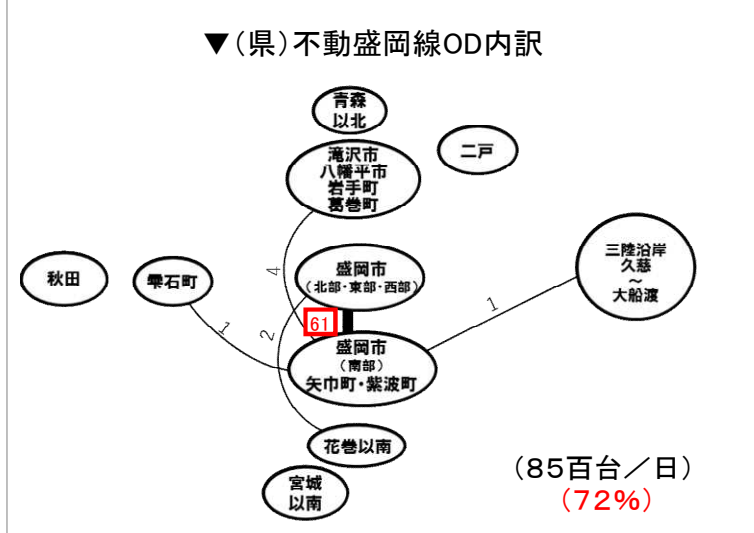 ▼(県)不動盛岡線OD内訳
青森
以北
二戸
滝沢市
八幡平市
岩手町
葛巻町
4
三陸沿岸
久慈
~
大船渡
秋田
雫石町
盛岡市
(北部・東部・西部)
1
2
61
1
盛岡市
(南部)
矢巾町・紫波町
花巻以南
宮城
以南
(85百台/日)
(72%)